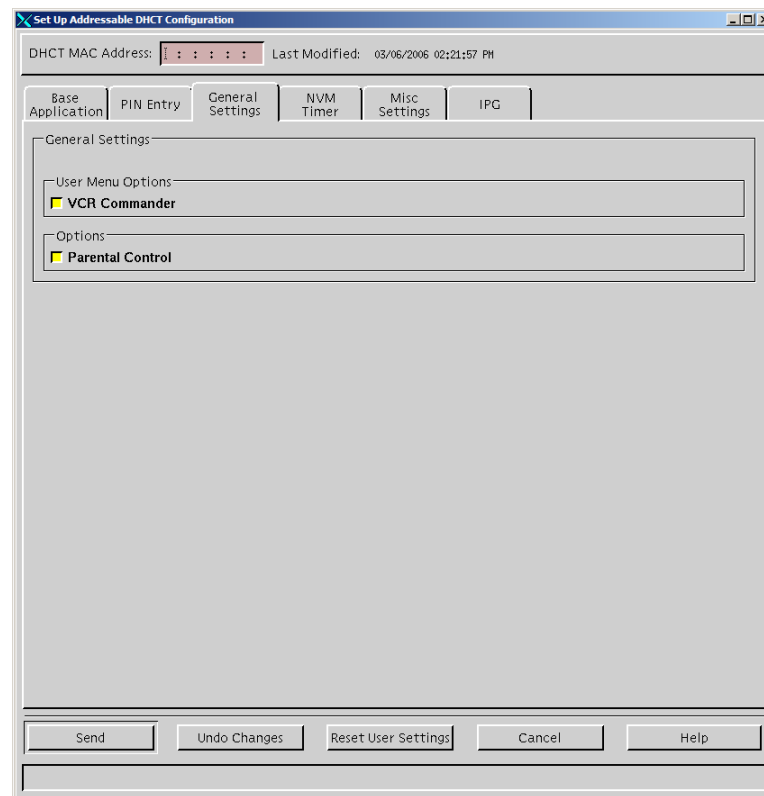 Set Up Addressable DHCT Configuration
DHCT MAC Address: : : : : : Last Modified: 03/06/2006 02:21:57 PM
Base Application PIN Entry General Settings NVM Timer Misc Settings IPG
General Settings
User Menu Options
VCR Commander
Options
Parental Control
Send Undo Changes Reset User Settings Cancel Help